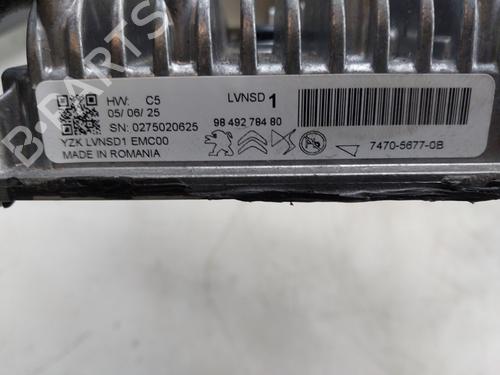 HW: C5
05/ 06/ 25
SN: 0275020625
YZK LVNSD1 EMC00
MADE IN ROMANIA
LVNSD 1
98 492 784 80
7470-5677-0B
B-PARTS